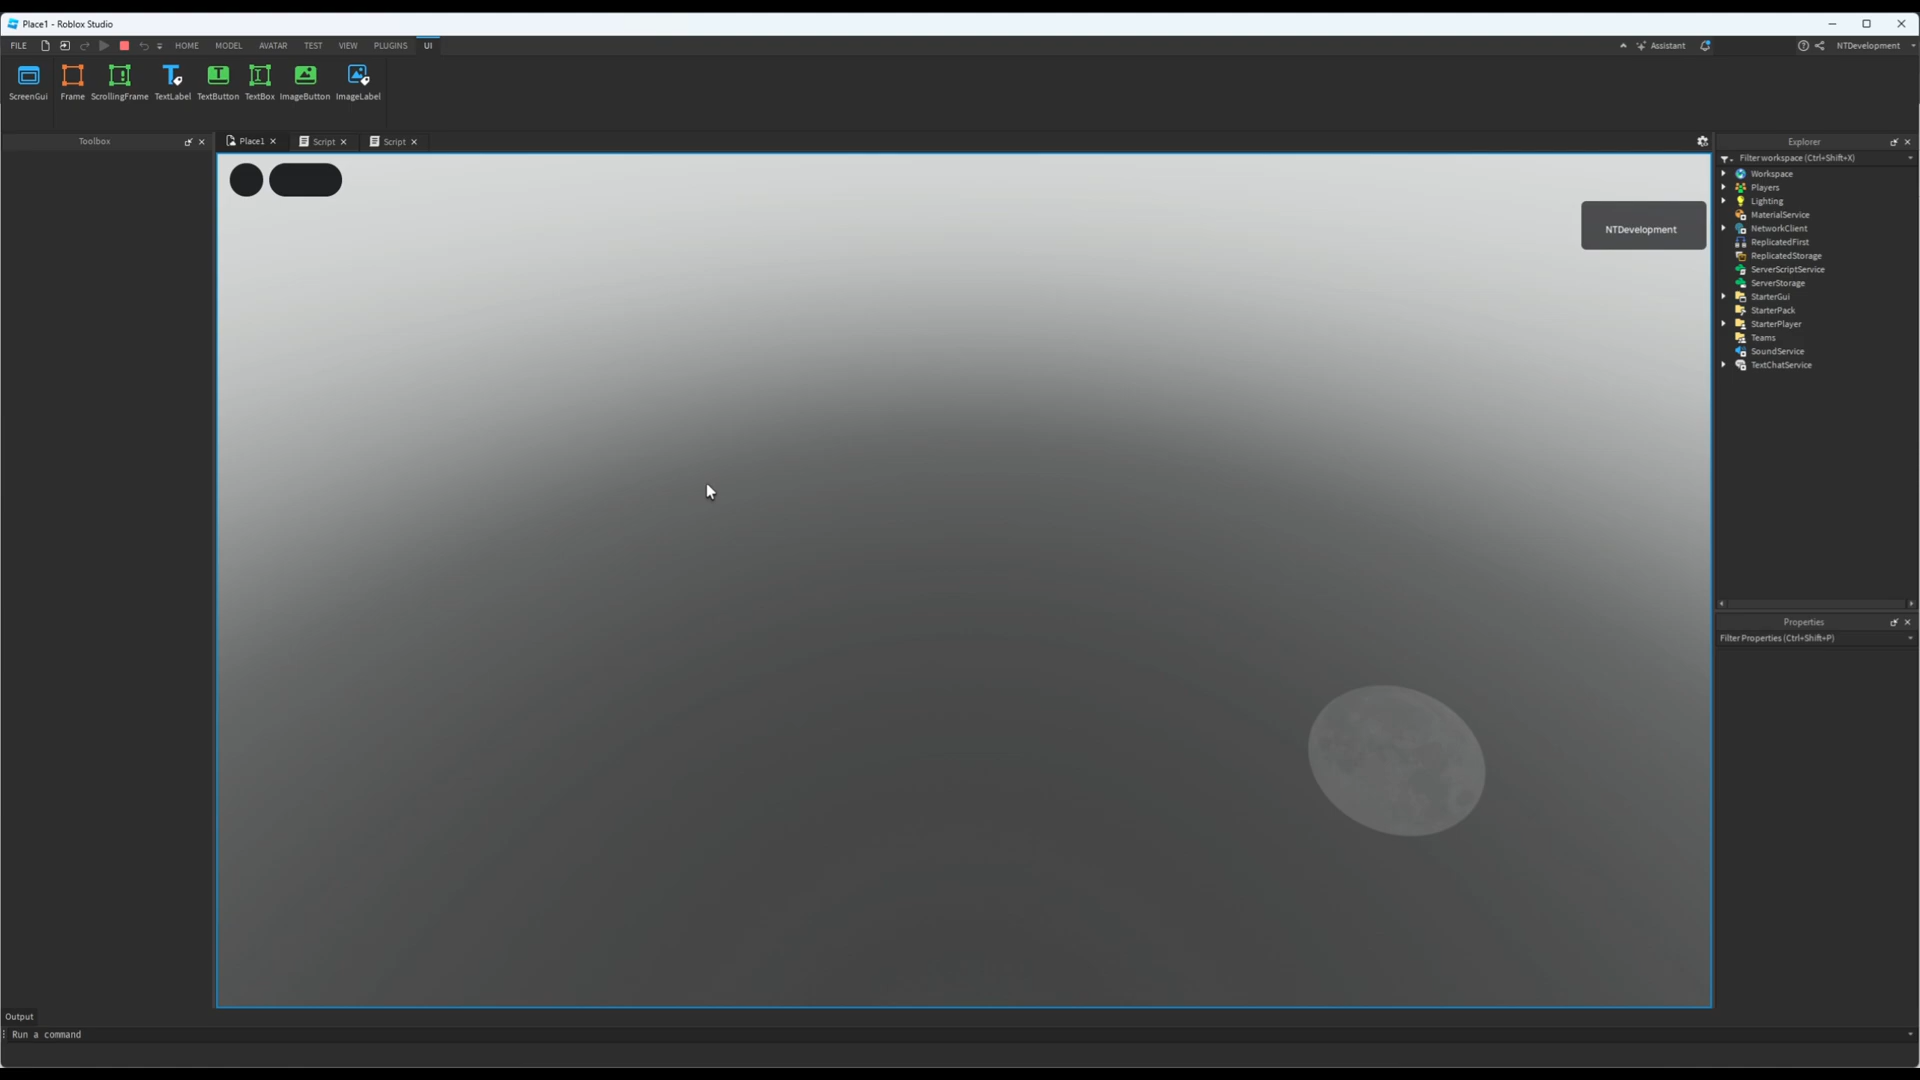 Place1 - Roblox Studio
FILE HOME MODEL AVATAR TEST VIEW PLUGINS UI Assistant NTDevelopment
ScreenGui Frame ScrollingFrame TextLabel TextButton TextBox ImageButton ImageLabel
Toolbox
Place1
Script
Script
NTDevelopment
Explorer
Filter workspace (Ctrl+Shift+X)
Workspace
Players
Lighting
MaterialService
NetworkClient
ReplicatedFirst
ReplicatedStorage
ServerScriptService
ServerStorage
StarterGui
StarterPack
StarterPlayer
Teams
SoundService
TextChatService
Properties
Filter Properties (Ctrl+Shift+P)
Output
Run a command